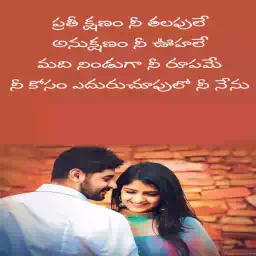 ప్రతీ క్షణం నీ తలపులే
అనుక్షణం నీ ఊహలే
మది నిండుగా నీ రూపమే
నీ కోసం ఎదురుచూపులో నీ నేను